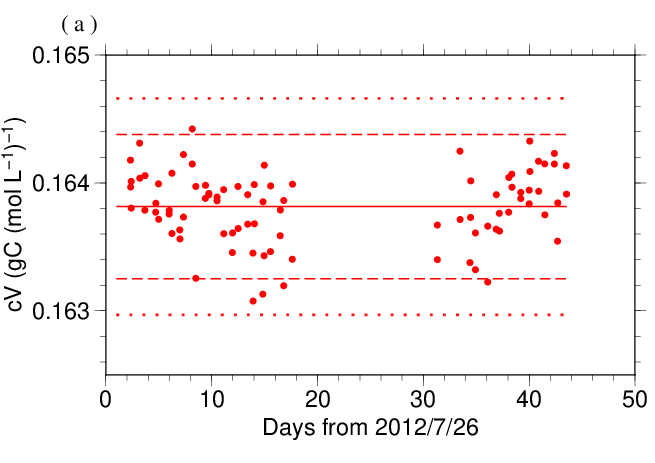 (a)
0.165
0.164
0.163
cV (gC (mol L⁻¹)⁻¹)
0 10 20 30 40 50
Days from 2012/7/26